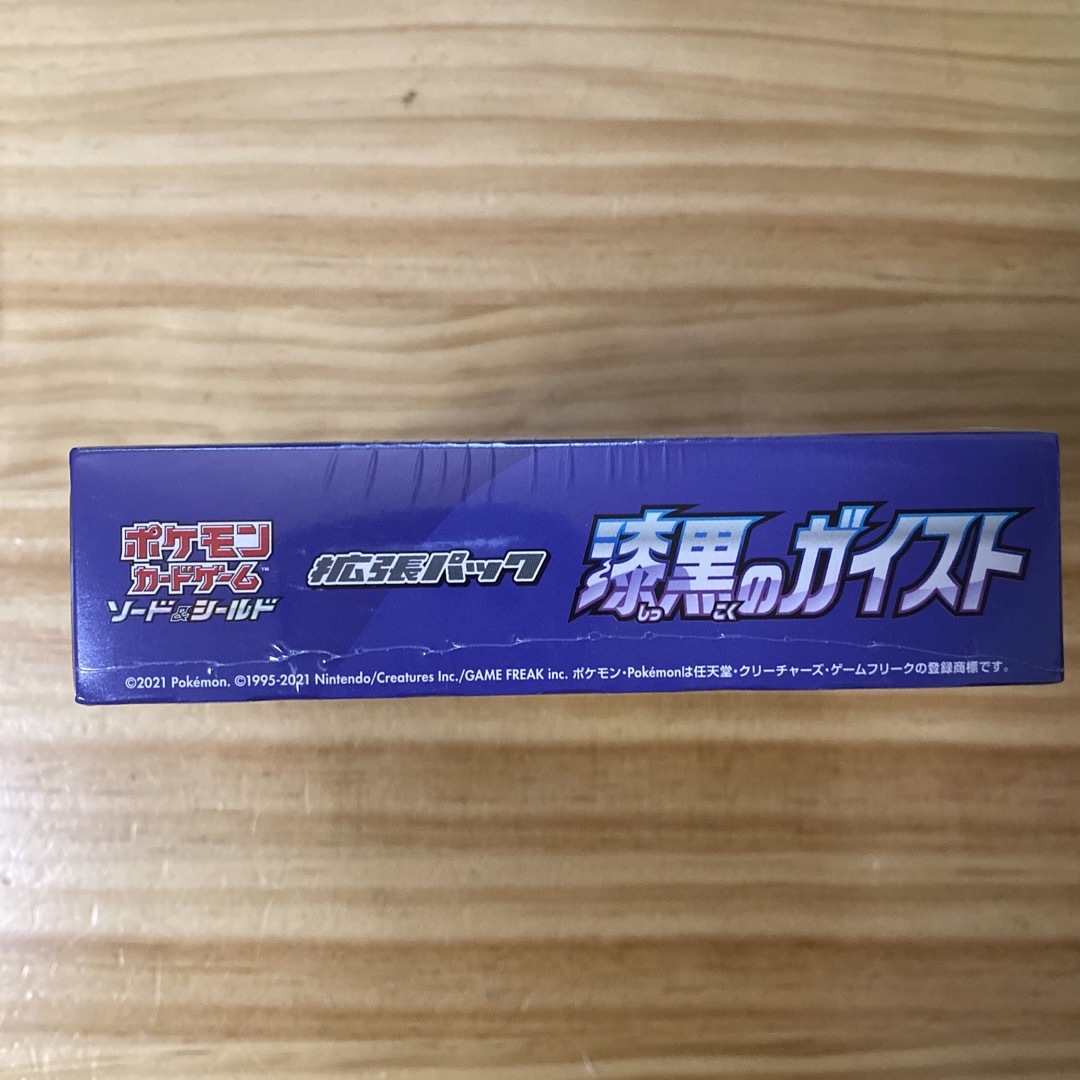 ポケモン
カードゲーム™
ソード&シールド
拡張パック
漆黒のガイスト
しっこく
©2021 Pokémon. ©1995-2021 Nintendo/Creatures Inc./GAME FREAK inc. ポケモン・Pokémonは任天堂・クリーチャーズ・ゲームフリークの登録商標です。